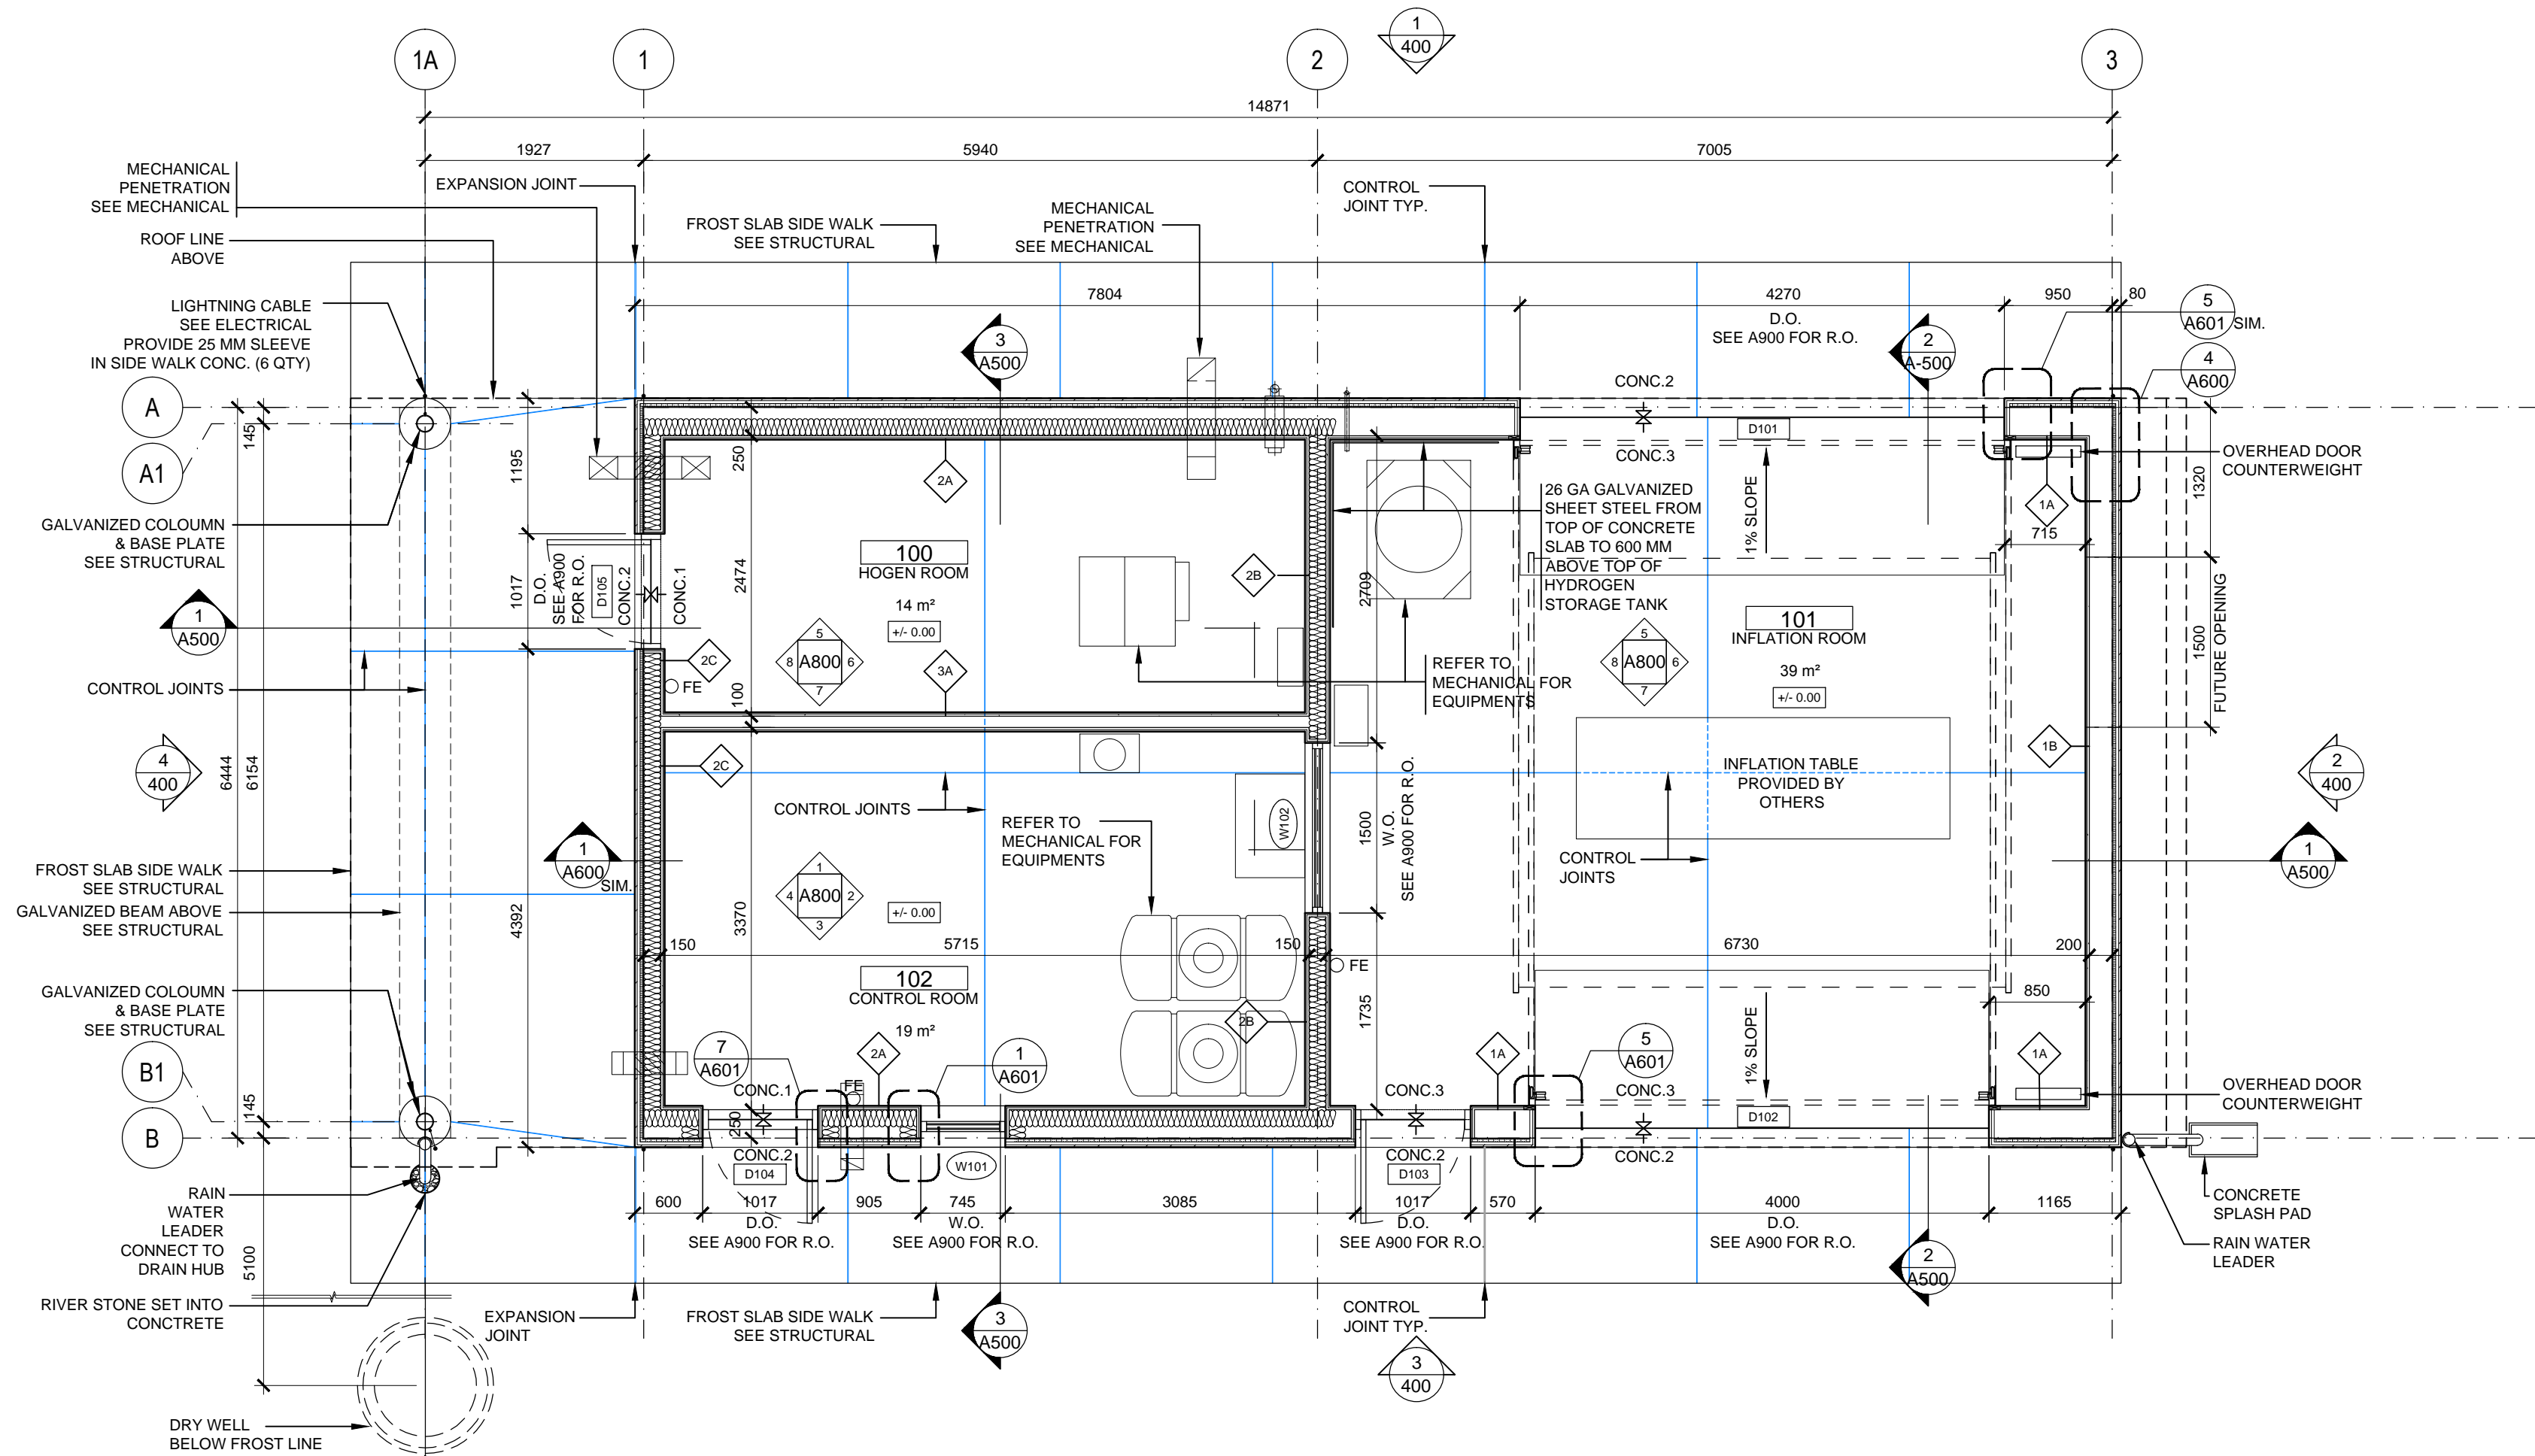 1
400
1A
1
2
3
14871
1927
5940
7005
MECHANICAL
PENETRATION
SEE MECHANICAL
EXPANSION JOINT
FROST SLAB SIDE WALK
SEE STRUCTURAL
MECHANICAL
PENETRATION
SEE MECHANICAL
CONTROL
JOINT TYP.
ROOF LINE
ABOVE
LIGHTNING CABLE
SEE ELECTRICAL
PROVIDE 25 MM SLEEVE
IN SIDE WALK CONC. (6 QTY)
7804
4270
D.O.
SEE A900 FOR R.O.
950
80
5
A601
SIM.
4
A600
3
A500
2
A-500
CONC.2
D101
CONC.3
A
A1
145
1195
250
2A
OVERHEAD DOOR
COUNTERWEIGHT
1320
1A
715
26 GA GALVANIZED
SHEET STEEL FROM
TOP OF CONCRETE
SLAB TO 600 MM
ABOVE TOP OF
HYDROGEN
STORAGE TANK
1% SLOPE
GALVANIZED COLOUMN
& BASE PLATE
SEE STRUCTURAL
1017
D.O.
SEE A900
FOR R.O.
D105
CONC.2
CONC.1
2474
100
HOGEN ROOM
14 m²
+/- 0.00
2B
2709
101
INFLATION ROOM
39 m²
+/- 0.00
1500
FUTURE OPENING
1
A500
2C
5
8 A800 6
7
3A
5
8 A800 6
7
CONTROL JOINTS
FE
100
REFER TO
MECHANICAL FOR
EQUIPMENTS
4
400
6444
6154
2C
1B
INFLATION TABLE
PROVIDED BY
OTHERS
2
400
CONTROL JOINTS
REFER TO
MECHANICAL FOR
EQUIPMENTS
W102
1500
W.O.
SEE A900 FOR R.O.
CONTROL
JOINTS
1
A600
SIM.
1
A500
FROST SLAB SIDE WALK
SEE STRUCTURAL
GALVANIZED BEAM ABOVE
SEE STRUCTURAL
4392
1
4 A800 2
3
3370
+/- 0.00
150
5715
150
6730
200
FE
102
CONTROL ROOM
19 m²
GALVANIZED COLOUMN
& BASE PLATE
SEE STRUCTURAL
850
1735
2B
1% SLOPE
7
A601
2A
1
A601
1A
5
A601
1A
B1
B
145
CONC.1
FE
250
CONC.3
CONC.3
D102
OVERHEAD DOOR
COUNTERWEIGHT
CONC.2
D104
W101
CONC.2
D103
CONC.2
RAIN
WATER
LEADER
CONNECT TO
DRAIN HUB
600
1017
D.O.
SEE A900 FOR R.O.
905
745
W.O.
SEE A900 FOR R.O.
3085
1017
D.O.
SEE A900 FOR R.O.
570
4000
D.O.
SEE A900 FOR R.O.
1165
CONCRETE
SPLASH PAD
RAIN WATER
LEADER
5100
2
A500
RIVER STONE SET INTO
CONCTRETE
EXPANSION
JOINT
FROST SLAB SIDE WALK
SEE STRUCTURAL
3
A500
CONTROL
JOINT TYP.
3
400
DRY WELL
BELOW FROST LINE